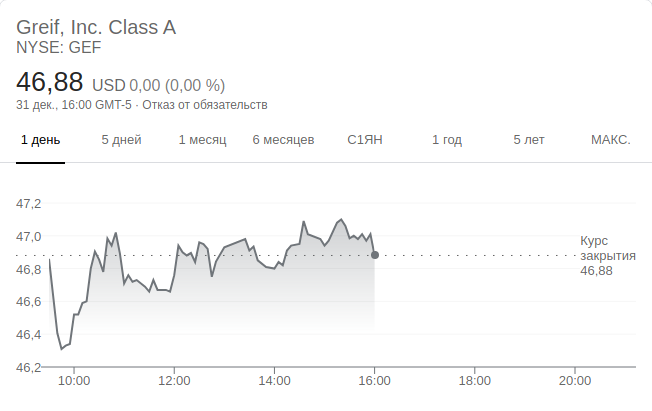 Greif, Inc. Class A
NYSE: GEF
46,88 USD 0,00 (0,00 %)
31 дек., 16:00 GMT-5 · Отказ от обязательств
1 день 5 дней 1 месяц 6 месяцев С1ЯН 1 год 5 лет МАКС.
47,2
47,0
46,8
46,6
46,4
46,2
Курс
закрытия
46,88
10:00 12:00 14:00 16:00 18:00 20:00